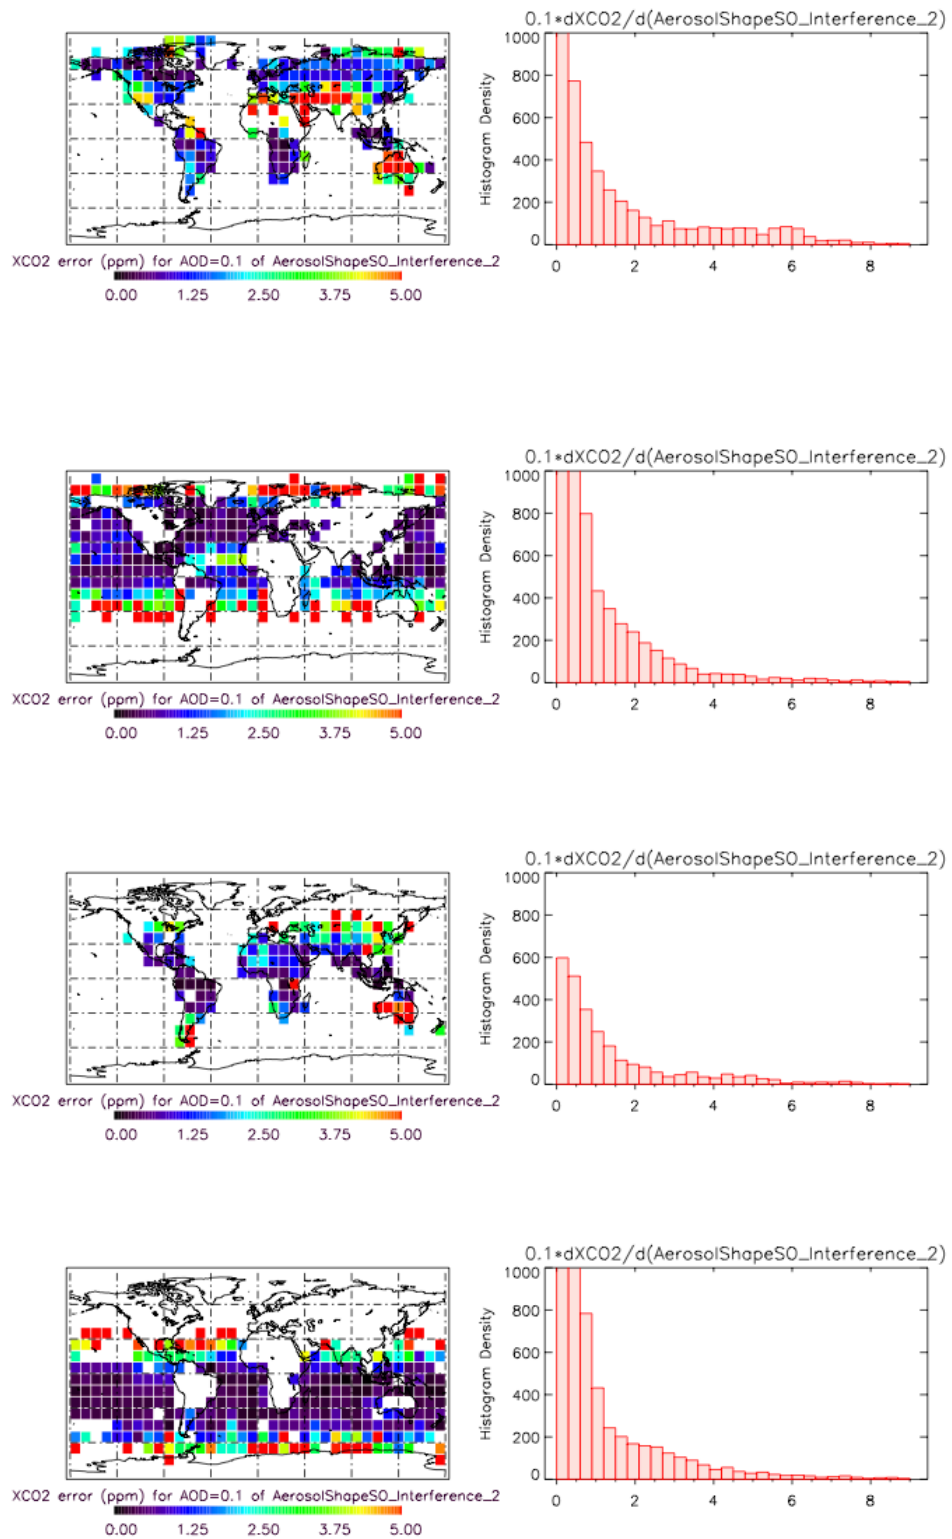 0.1*dXCO2/d(AerosolShapeSO_Interference_2)
1000
800
600
400
200
0
Histogram Density
0 2 4 6 8
XCO2 error (ppm) for AOD=0.1 of AerosolShapeSO_Interference_2
0.00 1.25 2.50 3.75 5.00
0.1*dXCO2/d(AerosolShapeSO_Interference_2)
1000
800
600
400
200
0
Histogram Density
0 2 4 6 8
XCO2 error (ppm) for AOD=0.1 of AerosolShapeSO_Interference_2
0.00 1.25 2.50 3.75 5.00
0.1*dXCO2/d(AerosolShapeSO_Interference_2)
1000
800
600
400
200
0
Histogram Density
0 2 4 6 8
XCO2 error (ppm) for AOD=0.1 of AerosolShapeSO_Interference_2
0.00 1.25 2.50 3.75 5.00
0.1*dXCO2/d(AerosolShapeSO_Interference_2)
1000
800
600
400
200
0
Histogram Density
0 2 4 6 8
XCO2 error (ppm) for AOD=0.1 of AerosolShapeSO_Interference_2
0.00 1.25 2.50 3.75 5.00